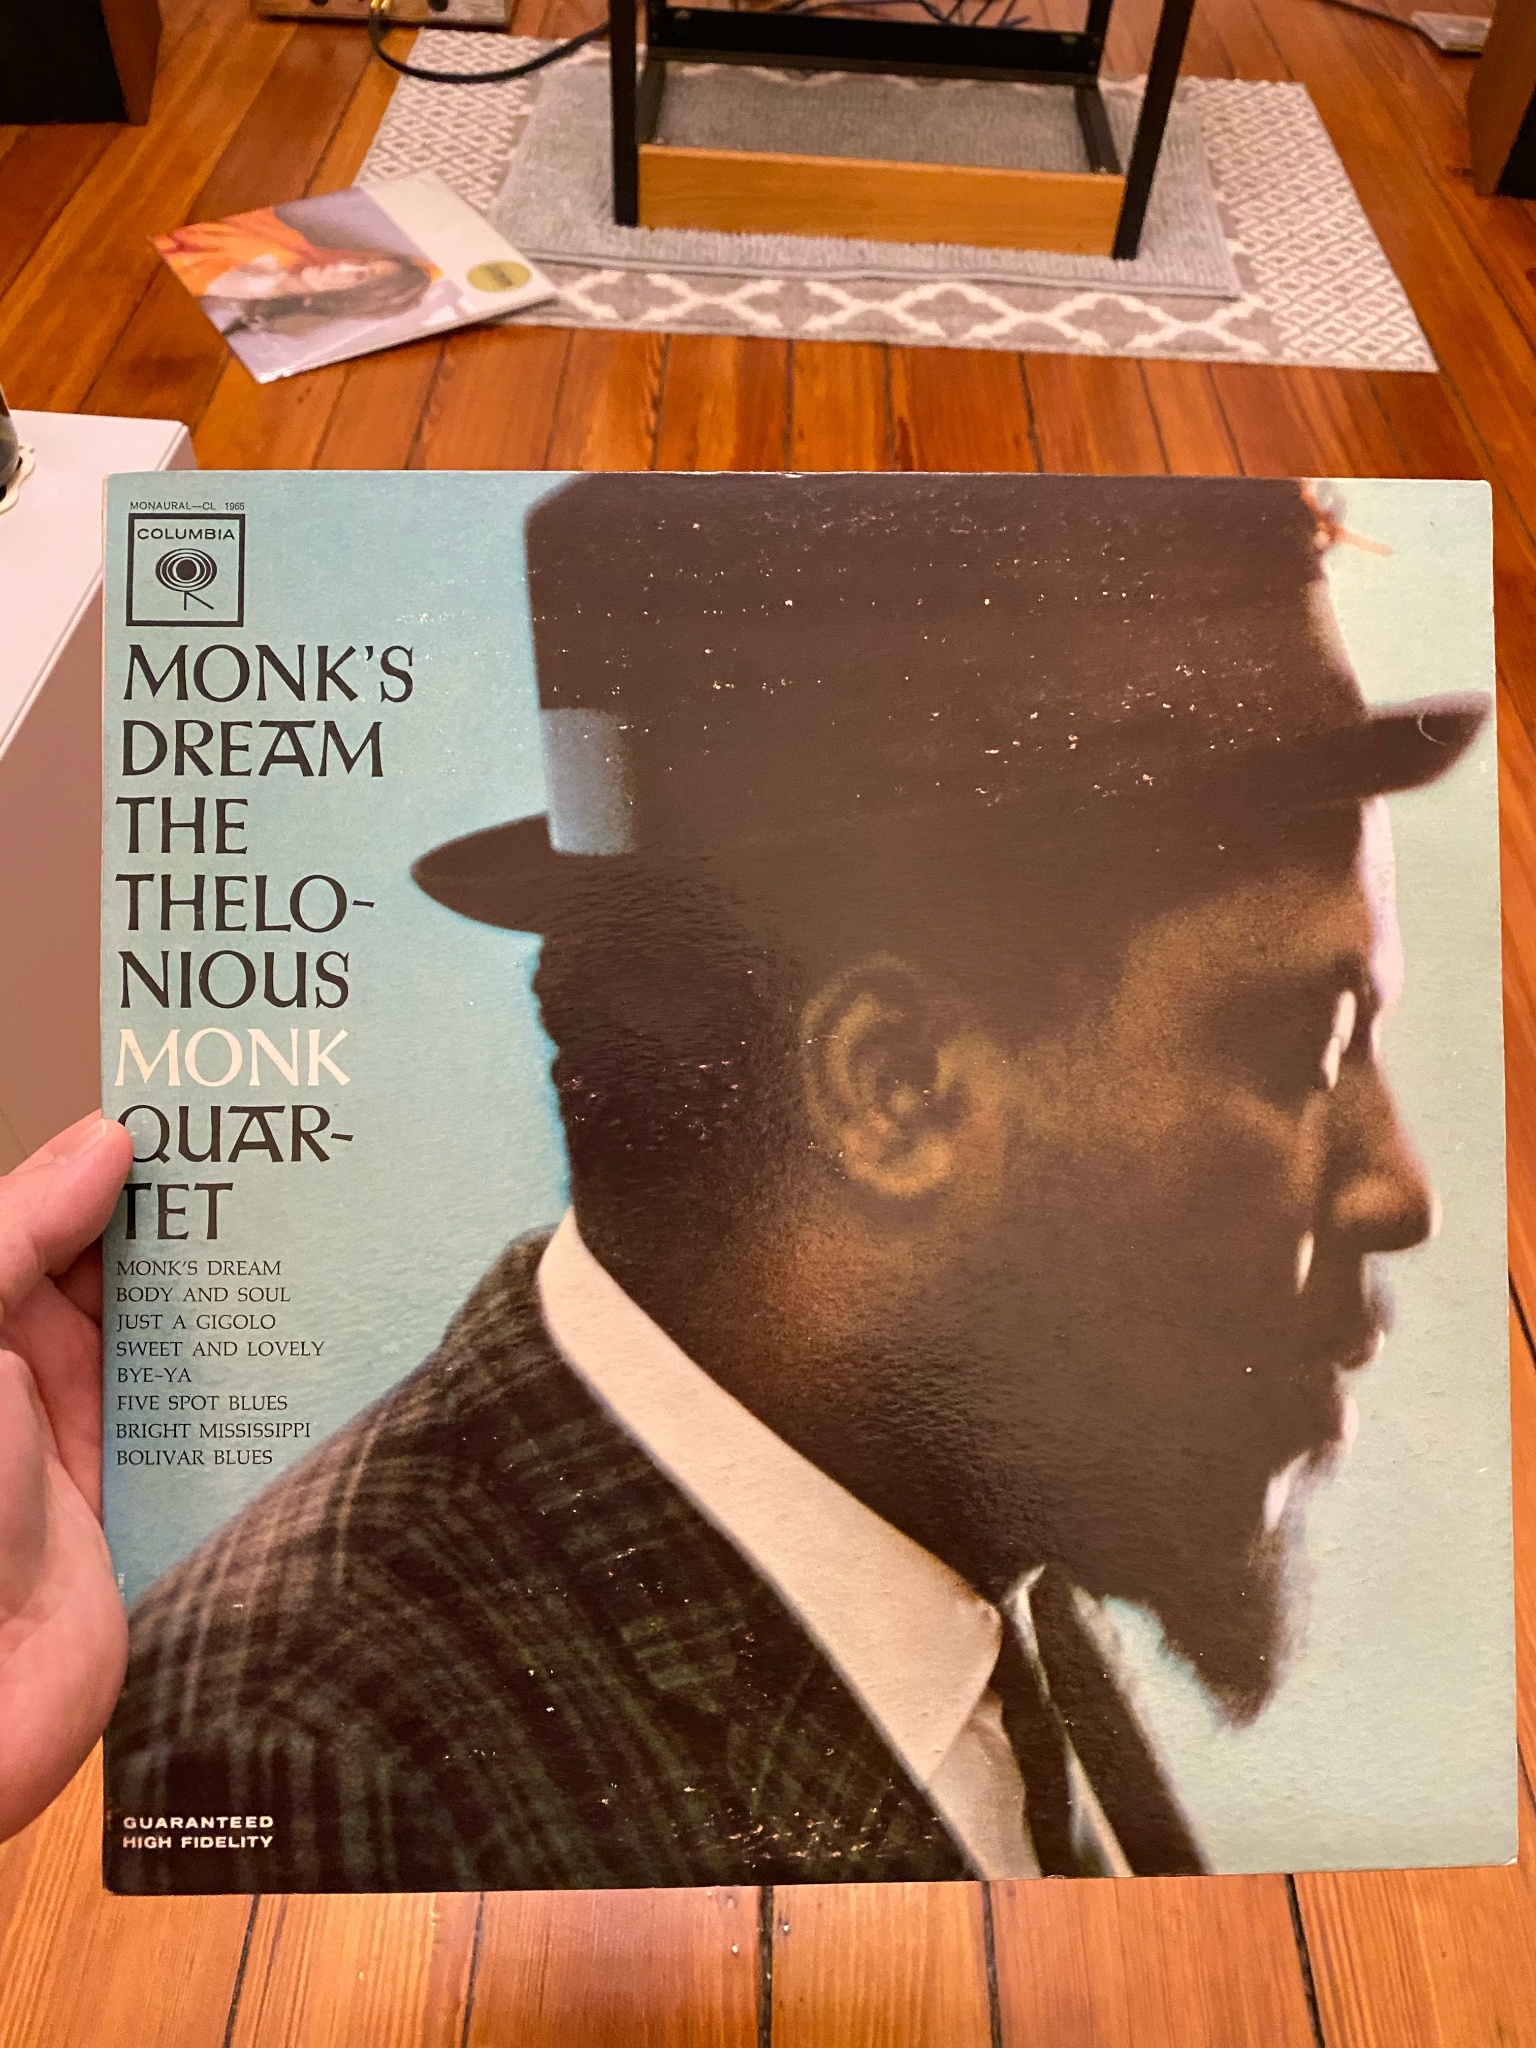 MONAURAL—CL 1965
COLUMBIA
MONK'S
DREAM
THE
THELO-
NIOUS
MONK
QUAR-
TET
MONK'S DREAM
BODY AND SOUL
JUST A GIGOLO
SWEET AND LOVELY
BYE-YA
FIVE SPOT BLUES
BRIGHT MISSISSIPPI
BOLIVAR BLUES
GUARANTEED
HIGH FIDELITY